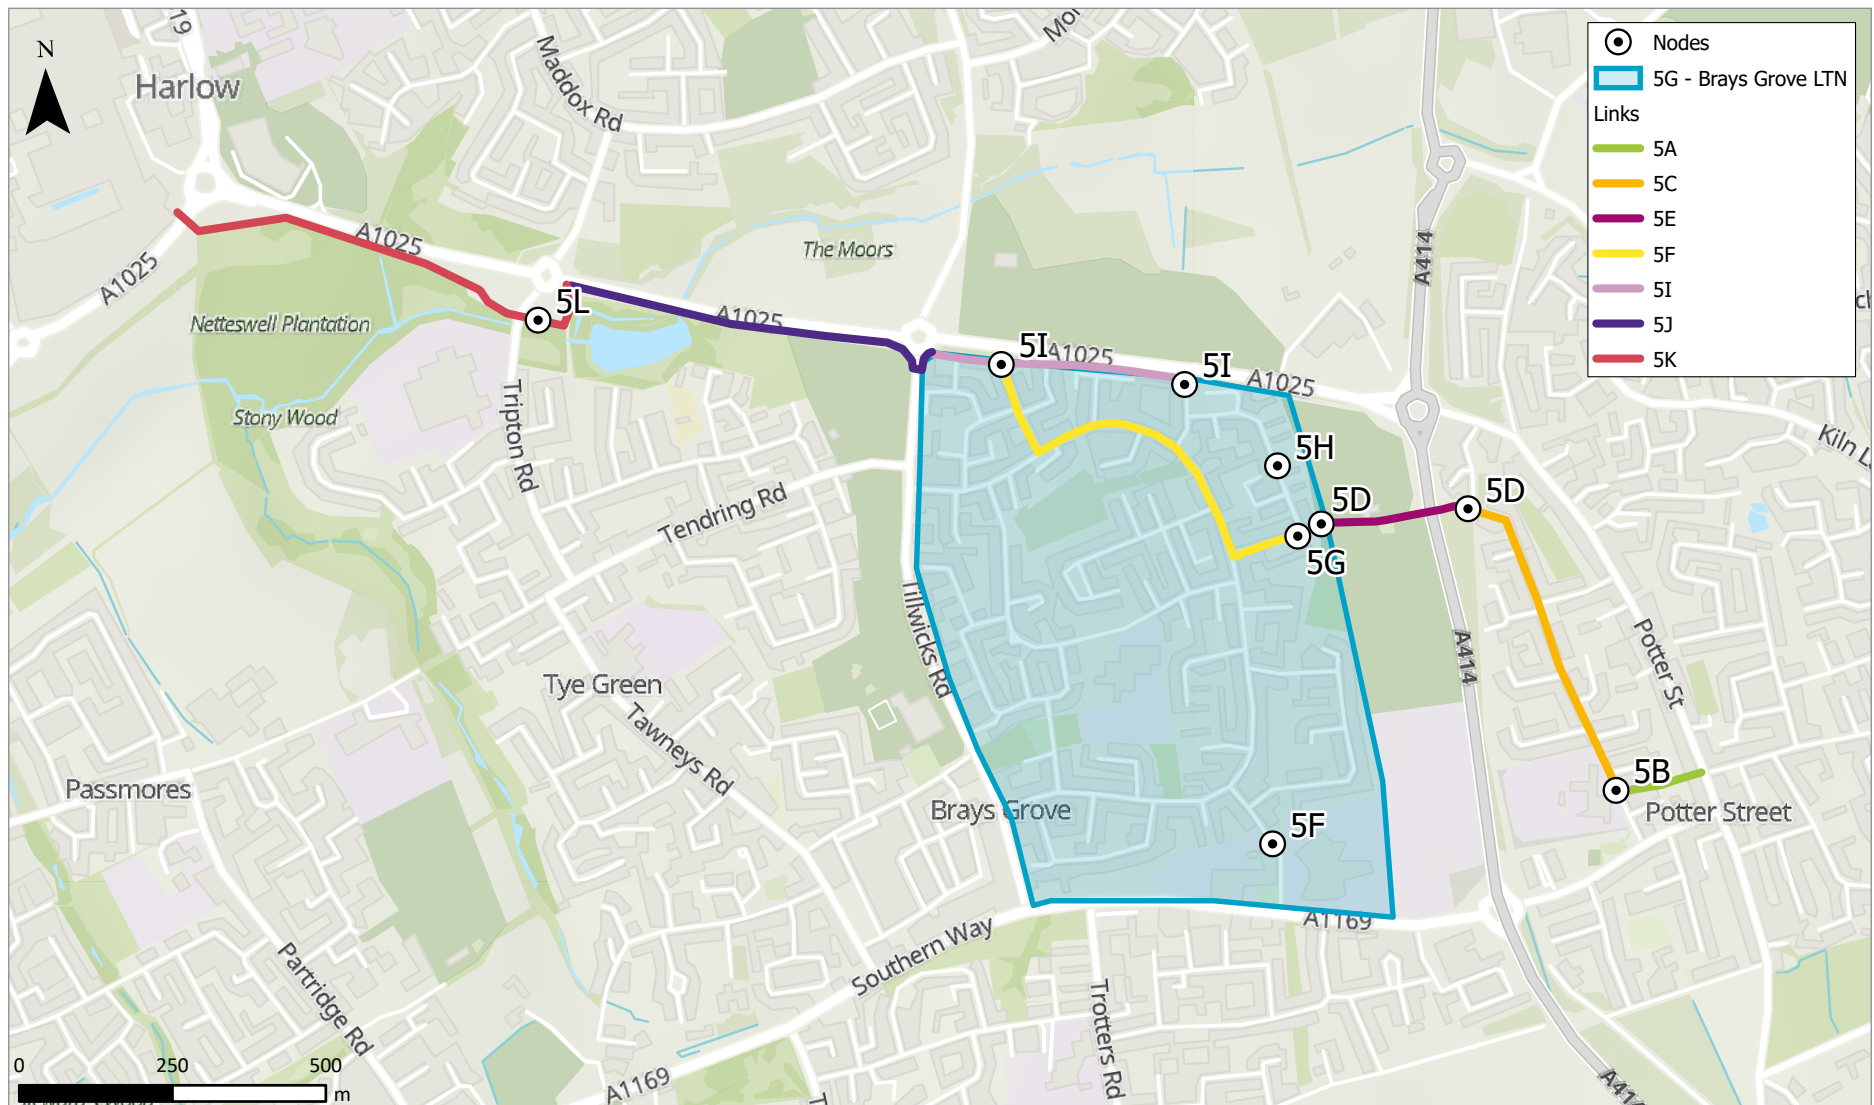 N
Harlow
19
Maddox Rd
Mo
Nodes
5G - Brays Grove LTN
Links
5A
5C
5E
5F
5I
5J
5K
A1025
A1025
The Moors
A414
5L
Netteswell Plantation
A1025
5I
A1025
5I
A1025
Stony Wood
Tripton Rd
Kiln L
5H
Tendring Rd
5D
5D
5G
Tillwicks Rd
Potter St
A414
Tye Green
Tawneys Rd
Passmores
5B
Brays Grove
Potter Street
5F
A1169
Southern Way
Partridge Rd
Trotters Rd
0 250 500
m
A1169
T
A414